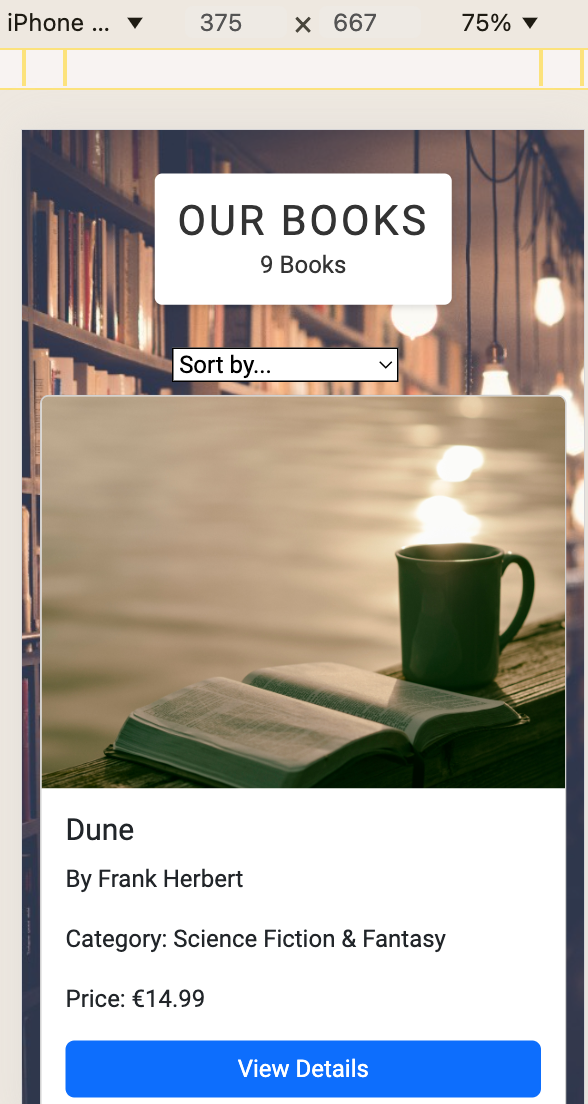 iPhone ... 375 × 667 75%
OUR BOOKS
9 Books
Sort by...
Dune
By Frank Herbert
Category: Science Fiction & Fantasy
Price: €14.99
View Details